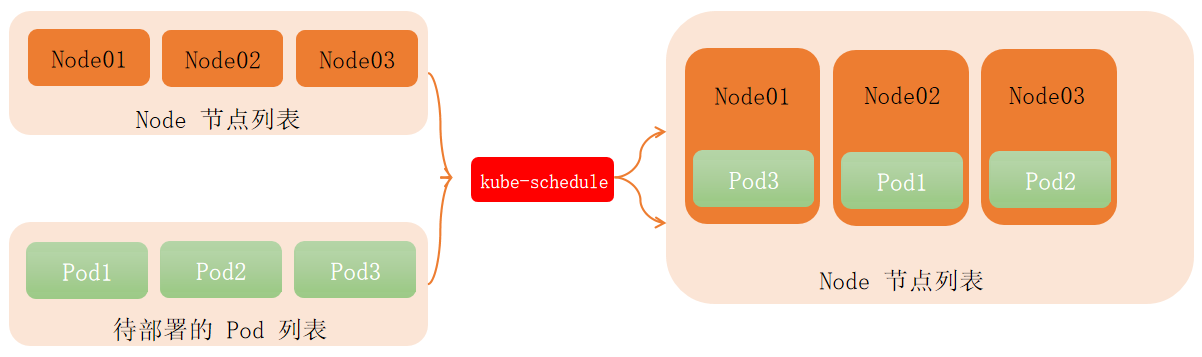 Node01 Node02 Node03
Node 节点列表
Pod1 Pod2 Pod3
待部署的 Pod 列表
kube-schedule
Node01 Node02 Node03
Pod3 Pod1 Pod2
Node 节点列表